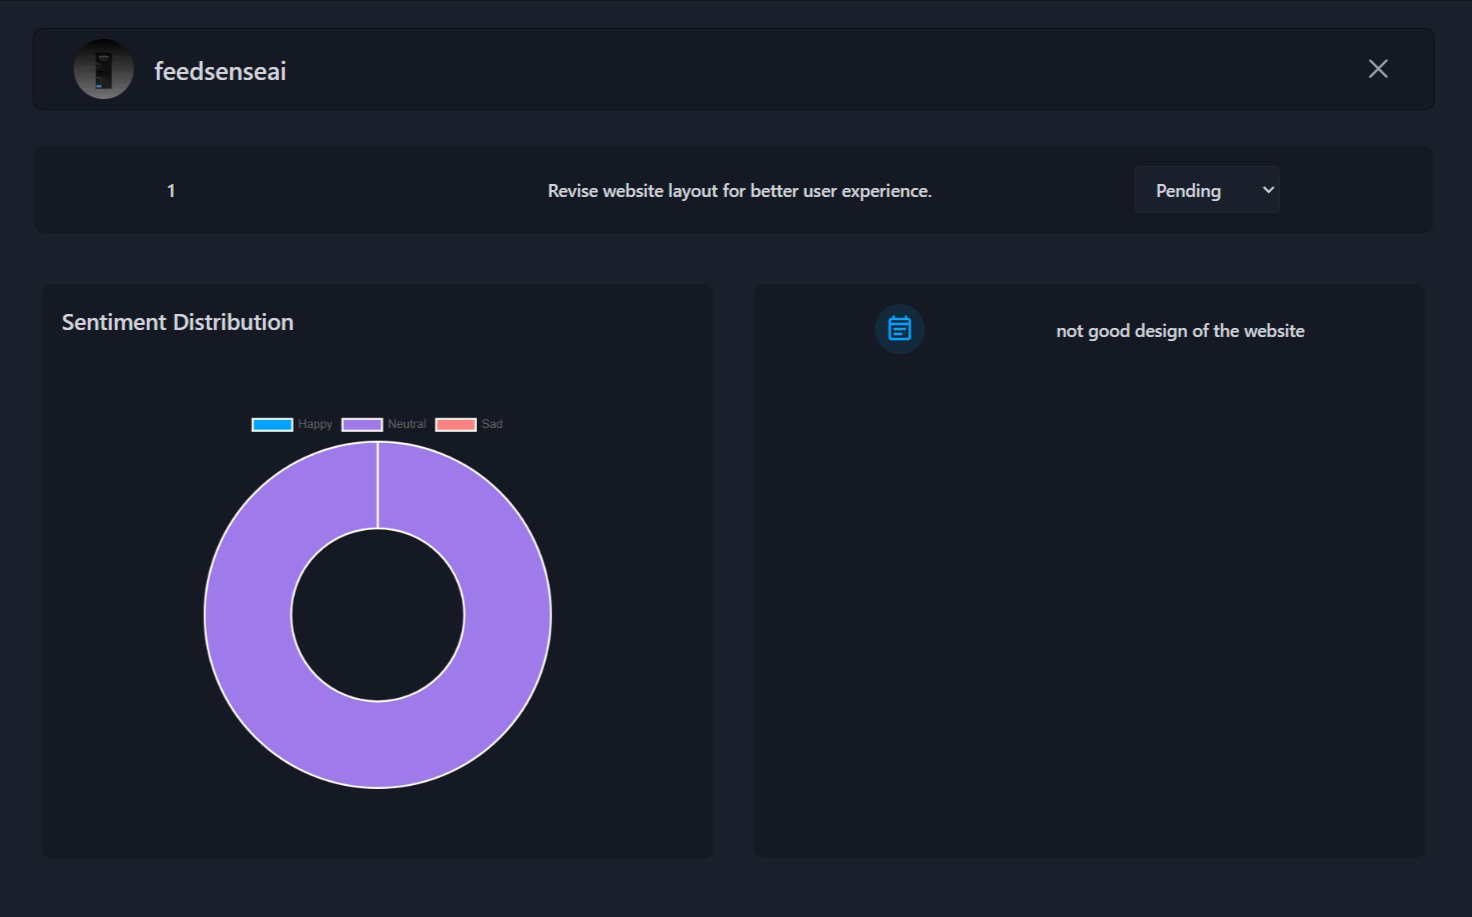 feedsenseai
1 Revise website layout for better user experience. Pending
Sentiment Distribution
Happy Neutral Sad
not good design of the website